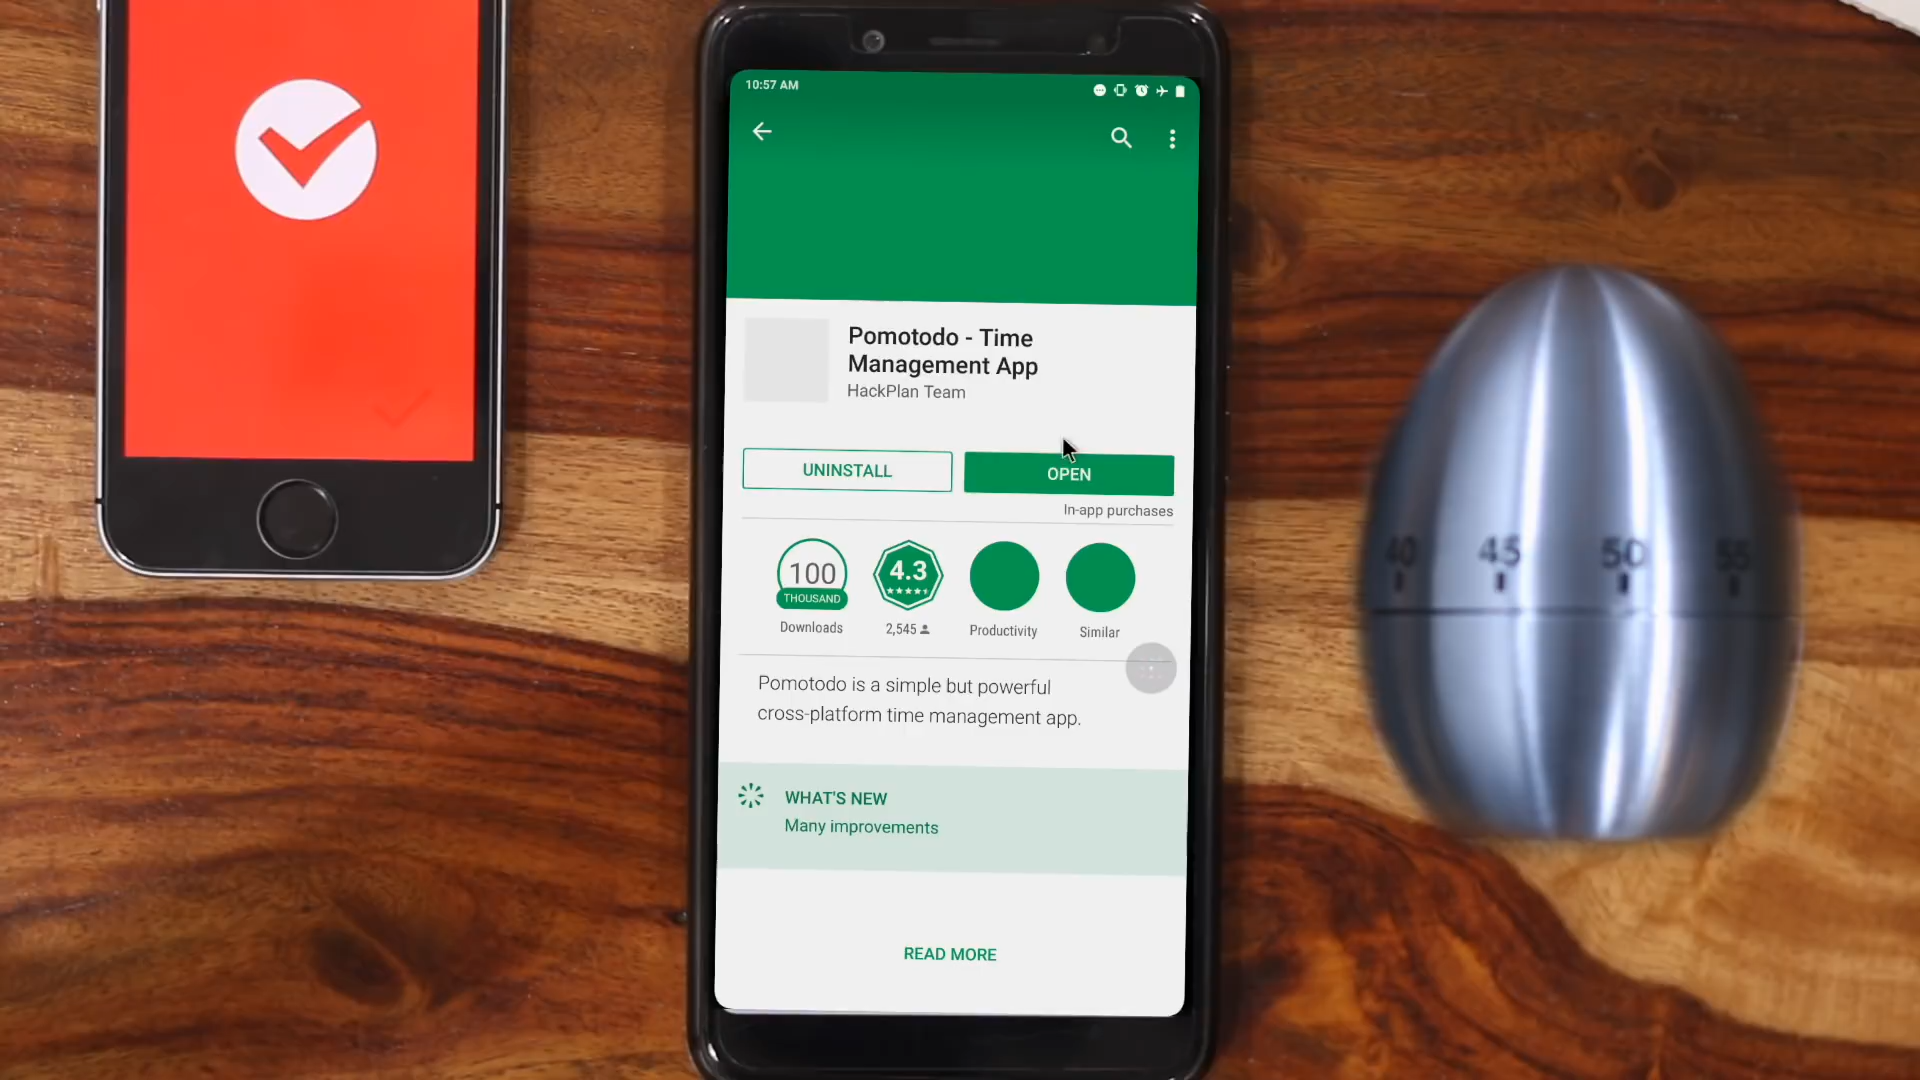 10:57 AM
Pomotodo - Time
Management App
HackPlan Team
UNINSTALL
OPEN
In-app purchases
100
THOUSAND
Downloads
4.3
2,545
Productivity
Similar
Pomotodo is a simple but powerful
cross-platform time management app.
WHAT'S NEW
Many improvements
READ MORE
40 45 50 55